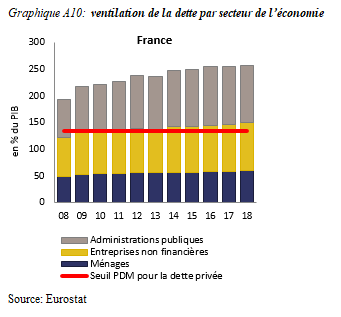 Graphique A10: ventilation de la dette par secteur de l'économie
France
en % du PIB
300
250
200
150
100
50
0
08 09 10 11 12 13 14 15 16 17 18
Administrations publiques
Entreprises non financières
Ménages
Seuil PDM pour la dette privée
Source: Eurostat